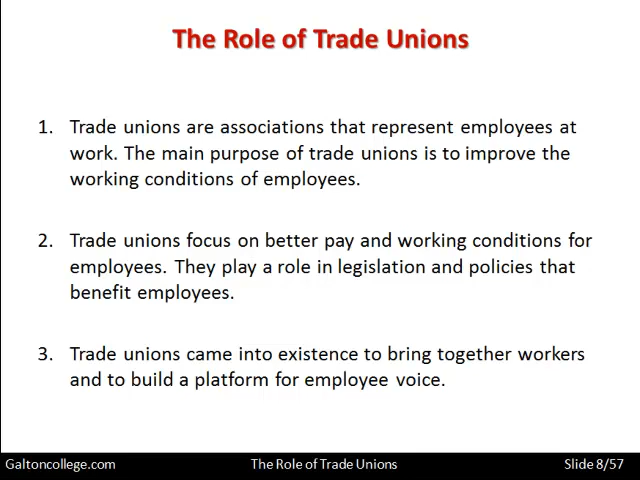 The Role of Trade Unions
1. Trade unions are associations that represent employees at
work. The main purpose of trade unions is to improve the
working conditions of employees.
2. Trade unions focus on better pay and working conditions for
employees. They play a role in legislation and policies that
benefit employees.
3. Trade unions came into existence to bring together workers
and to build a platform for employee voice.
Galtoncollege.com The Role of Trade Unions Slide 8/57